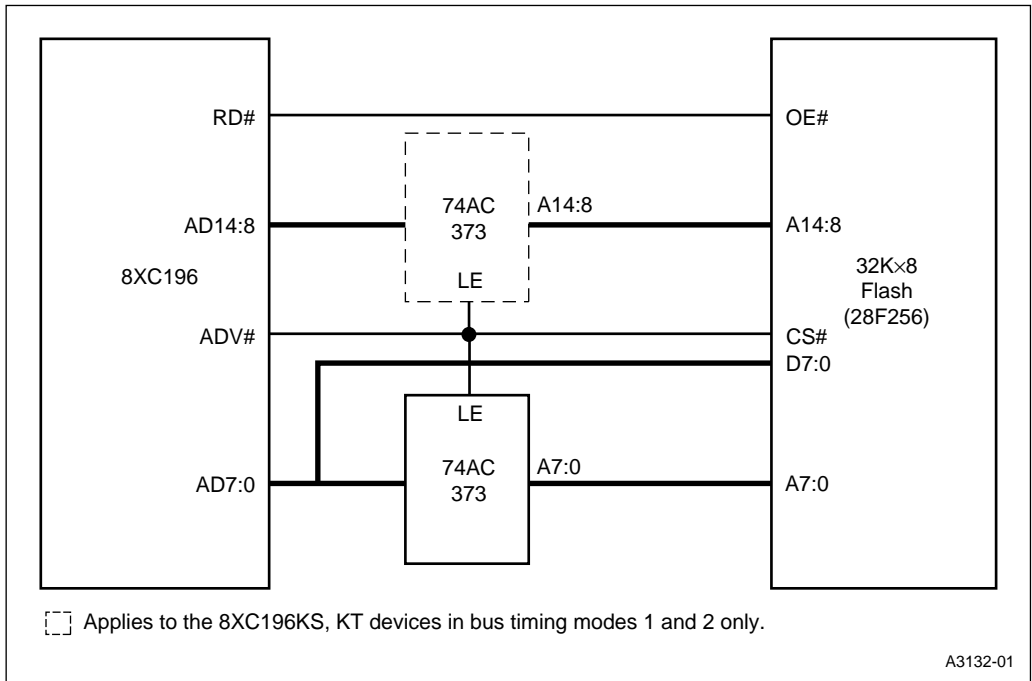 RD#
OE#
74AC
373
A14:8
AD14:8
A14:8
8XC196
LE
32K×8
Flash
(28F256)
ADV#
CS#
D7:0
LE
74AC
373
A7:0
AD7:0
A7:0
Applies to the 8XC196KS, KT devices in bus timing modes 1 and 2 only.
A3132-01